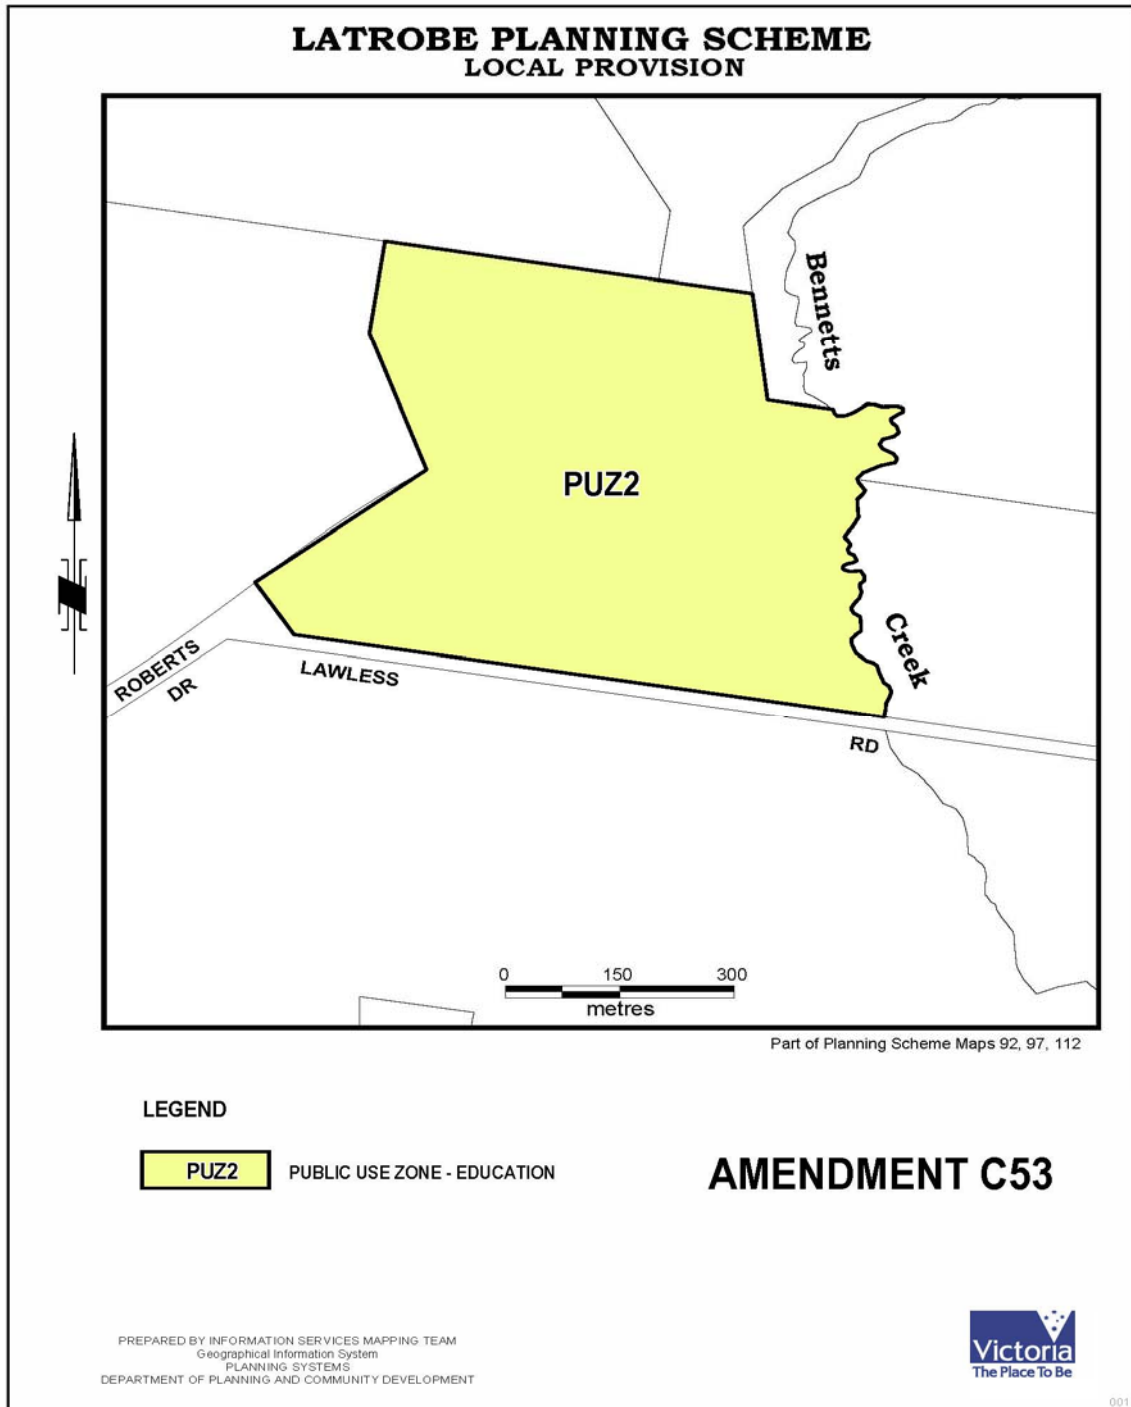 LATROBE PLANNING SCHEME
LOCAL PROVISION
Bennetts
PUZ2
Creek
ROBERTS
DR
LAWLESS
RD
0 150 300
metres
Part of Planning Scheme Maps 92, 97, 112
LEGEND
PUZ2 PUBLIC USE ZONE - EDUCATION
AMENDMENT C53
PREPARED BY INFORMATION SERVICES MAPPING TEAM
Geographical Information System
PLANNING SYSTEMS
DEPARTMENT OF PLANNING AND COMMUNITY DEVELOPMENT
Victoria
The Place To Be
001